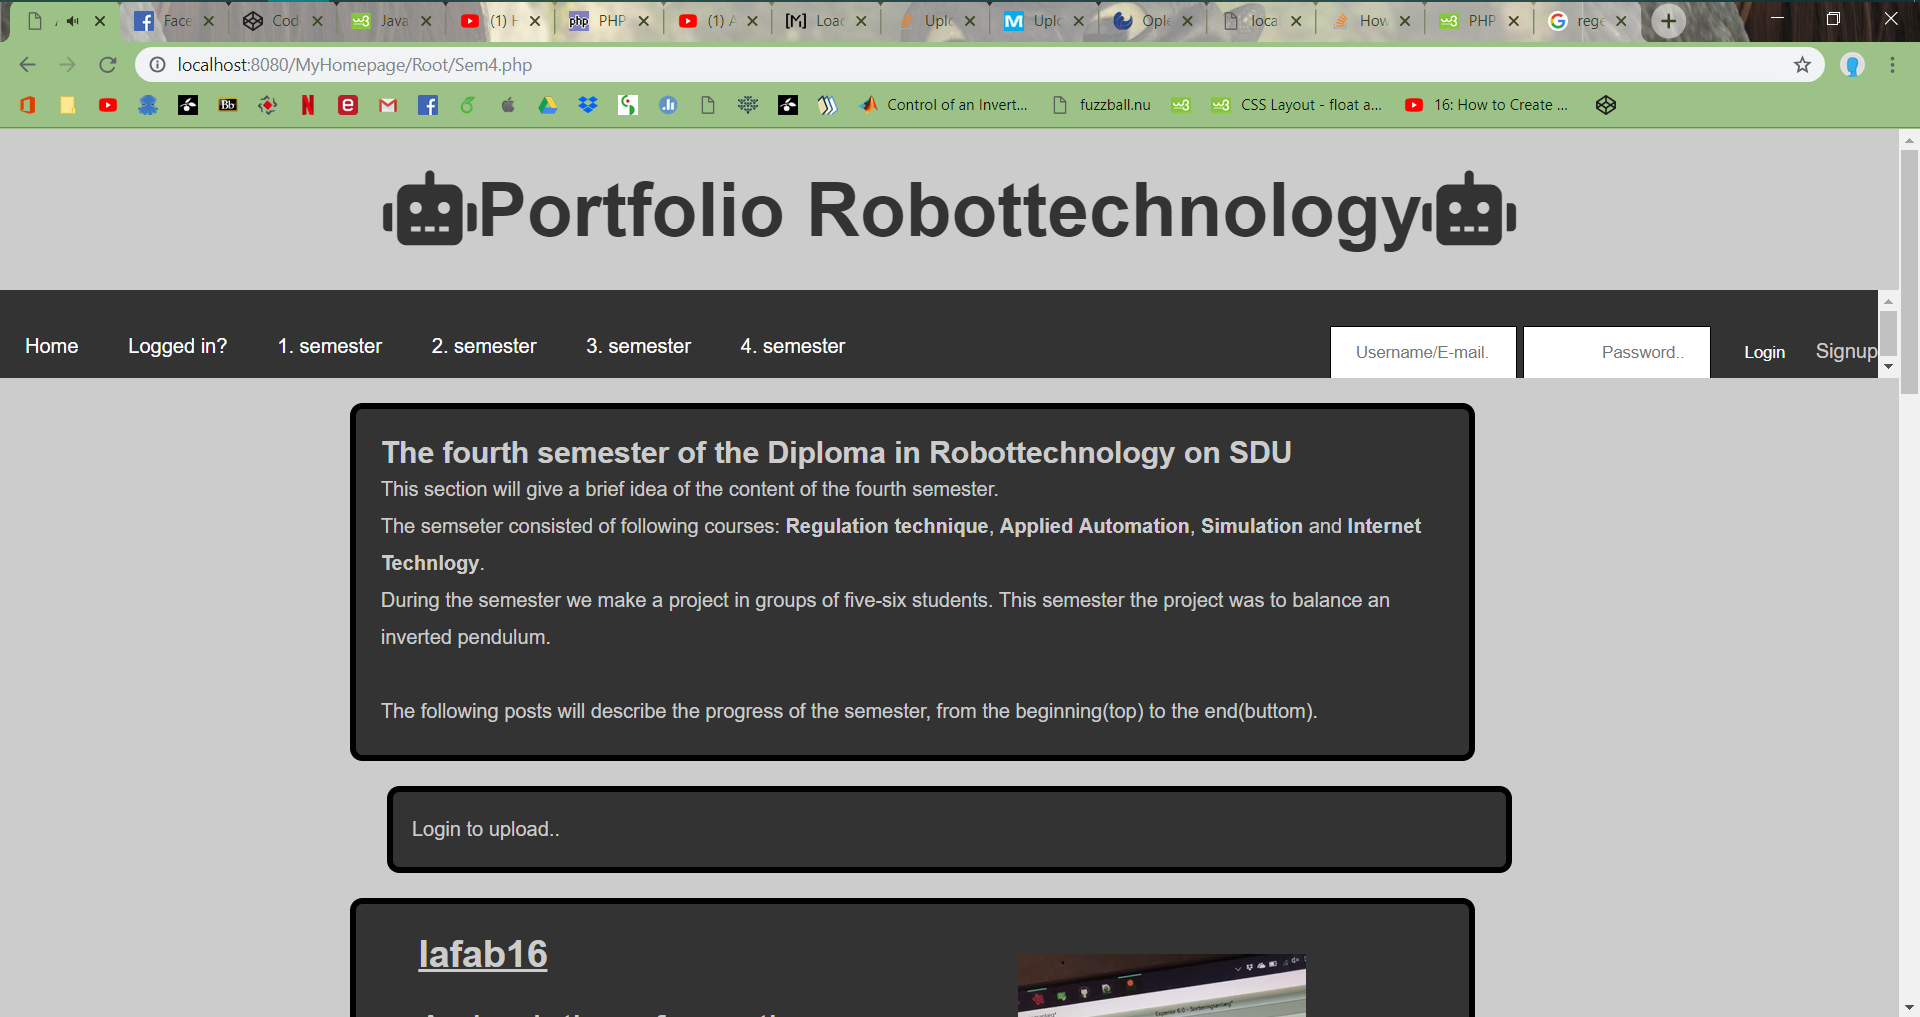 Face
Cod
Java
(1) H
php PHP
(1) A
[M] Loac
Uplc
Uplc
Ople
loca
How
PHP
rege
localhost:8080/MyHomepage/Root/Sem4.php
Bb
Control of an Invert...
fuzzball.nu
CSS Layout - float a...
16: How to Create ...
Portfolio Robottechnology
Home
Logged in?
1. semester
2. semester
3. semester
4. semester
Username/E-mail.
Password..
Login
Signup
The fourth semester of the Diploma in Robottechnology on SDU
This section will give a brief idea of the content of the fourth semester.
The semseter consisted of following courses: Regulation technique, Applied Automation, Simulation and Internet
Technlogy.
During the semester we make a project in groups of five-six students. This semester the project was to balance an
inverted pendulum.
The following posts will describe the progress of the semester, from the beginning(top) to the end(buttom).
Login to upload..
lafab16